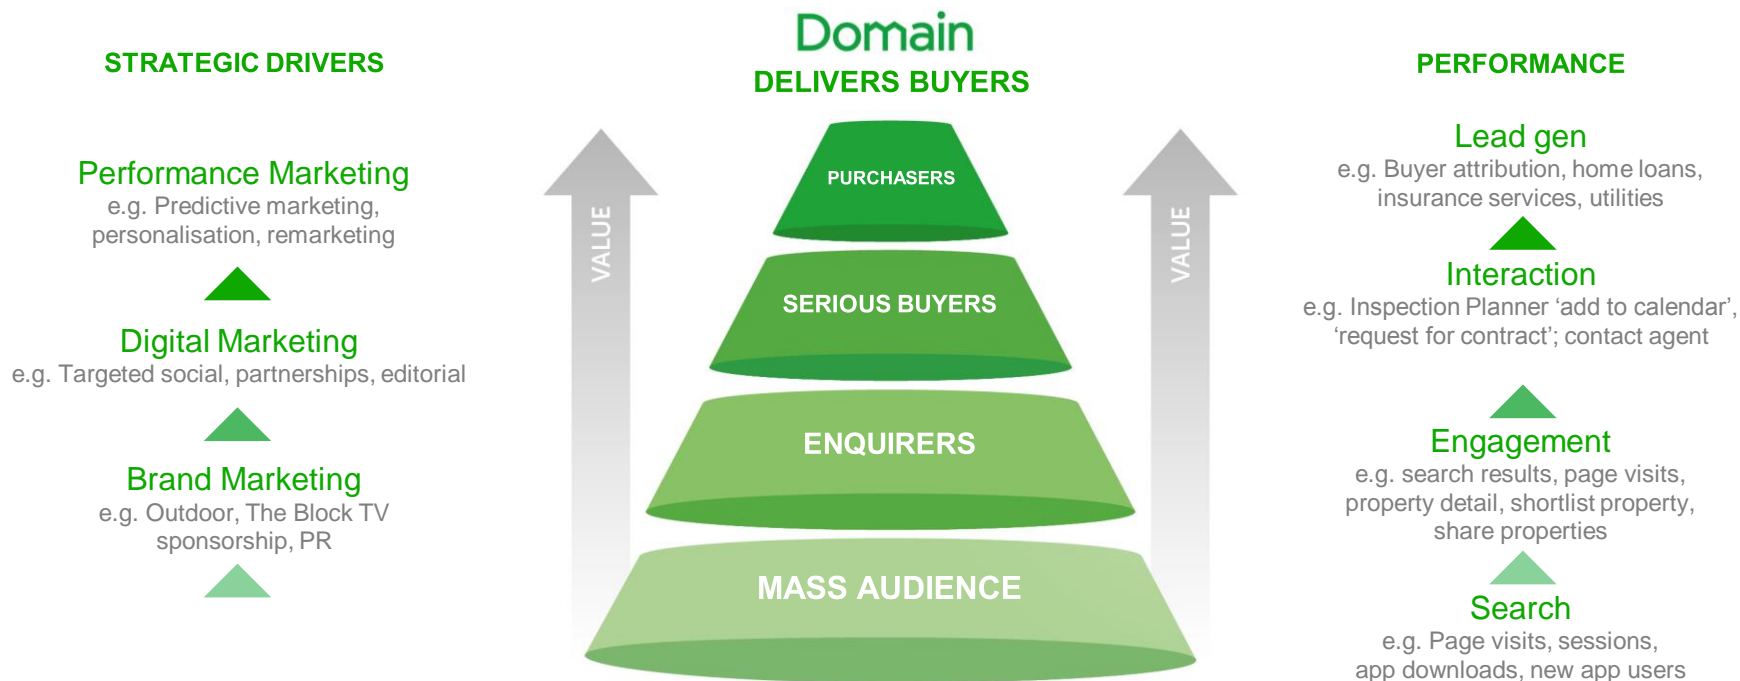 STRATEGIC DRIVERS
Performance Marketing
e.g. Predictive marketing,
personalisation, remarketing
Digital Marketing
e.g. Targeted social, partnerships, editorial
Brand Marketing
e.g. Outdoor, The Block TV
sponsorship, PR
Domain
DELIVERS BUYERS
VALUE
PURCHASERS
SERIOUS BUYERS
ENQUIRERS
MASS AUDIENCE
VALUE
PERFORMANCE
Lead gen
e.g. Buyer attribution, home loans,
insurance services, utilities
Interaction
e.g. Inspection Planner ‘add to calendar’,
‘request for contract’; contact agent
Engagement
e.g. search results, page visits,
property detail, shortlist property,
share properties
Search
e.g. Page visits, sessions,
app downloads, new app users